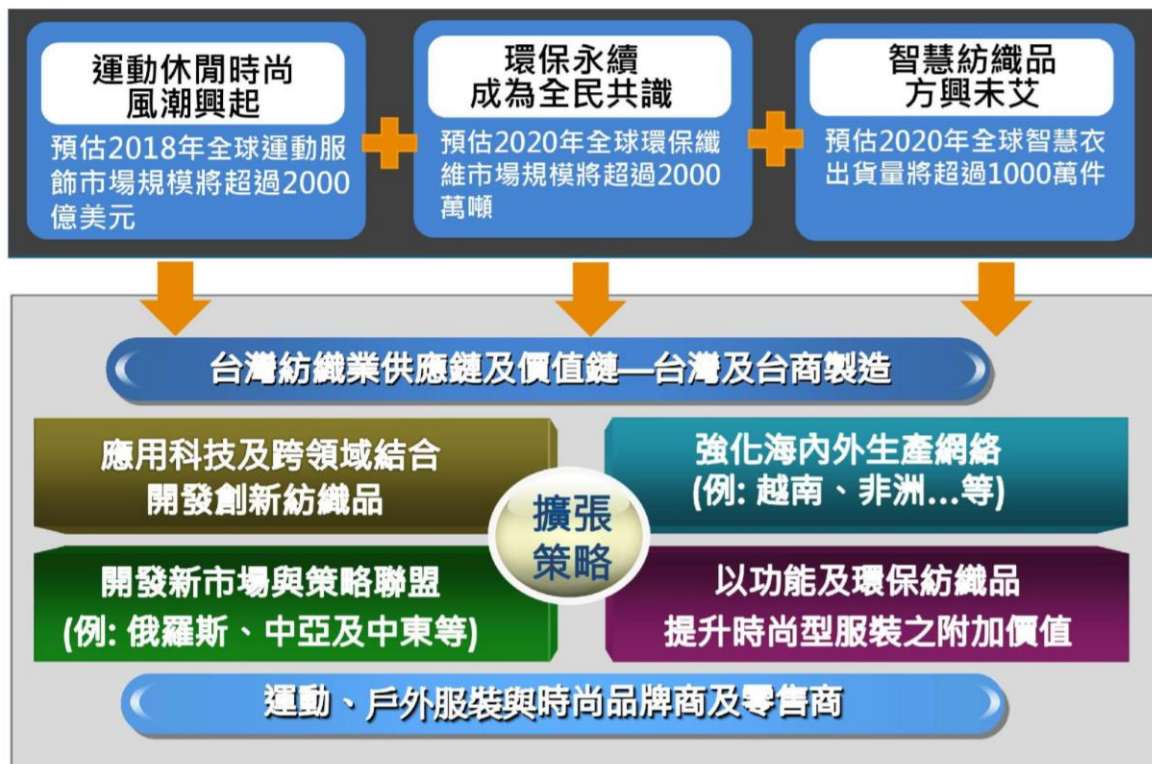 運動休閒時尚
風潮興起
預估2018年全球運動服
飾市場規模將超過2000
億美元
環保永續
成為全民共識
預估2020年全球環保纖
維市場規模將超過2000
萬噸
智慧紡織品
方興未艾
預估2020年全球智慧衣
出貨量將超過1000萬件
台灣紡織業供應鏈及價值鏈—台灣及台商製造
應用科技及跨領域結合
開發創新紡織品
強化海內外生產網絡
(例: 越南、非洲...等)
擴張
策略
開發新市場與策略聯盟
(例: 俄羅斯、中亞及中東等)
以功能及環保紡織品
提升時尚型服裝之附加價值
運動、戶外服裝與時尚品牌商及零售商